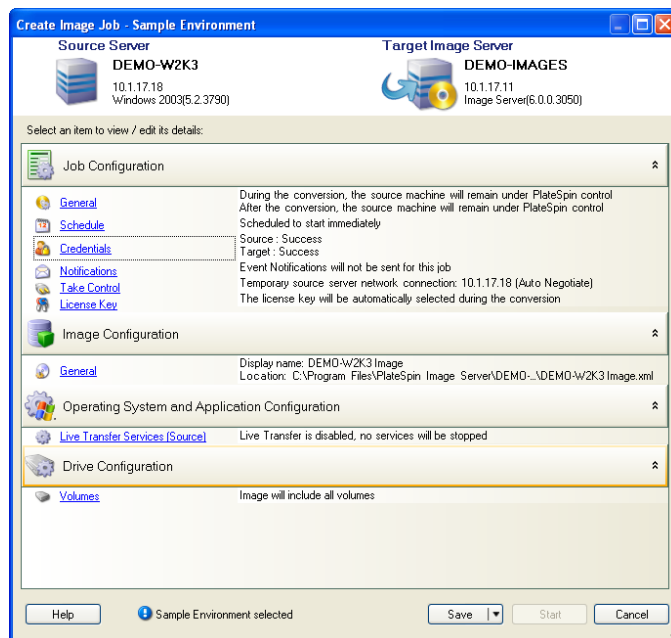 Create Image Job - Sample Environment
Source Server
DEMO-W2K3
10.1.17.18
Windows 2003(5.2.3790)
Target Image Server
DEMO-IMAGES
10.1.17.11
Image Server(6.0.0.3050)
Select an item to view / edit its details:
Job Configuration
General
During the conversion, the source machine will remain under PlateSpin control
After the conversion, the source machine will remain under PlateSpin control
Schedule
Scheduled to start immediately
Credentials
Source : Success
Target : Success
Notifications
Event Notifications will not be sent for this job
Take Control
Temporary source server network connection: 10.1.17.18 (Auto Negotiate)
License Key
The license key will be automatically selected during the conversion
Image Configuration
General
Display name: DEMO-W2K3 Image
Location: C:\Program Files\PlateSpin Image Server\DEMO-...\DEMO-W2K3 Image.xml
Operating System and Application Configuration
Live Transfer Services (Source)
Live Transfer is disabled, no services will be stopped
Drive Configuration
Volumes
Image will include all volumes
Help
Sample Environment selected
Save
Start
Cancel